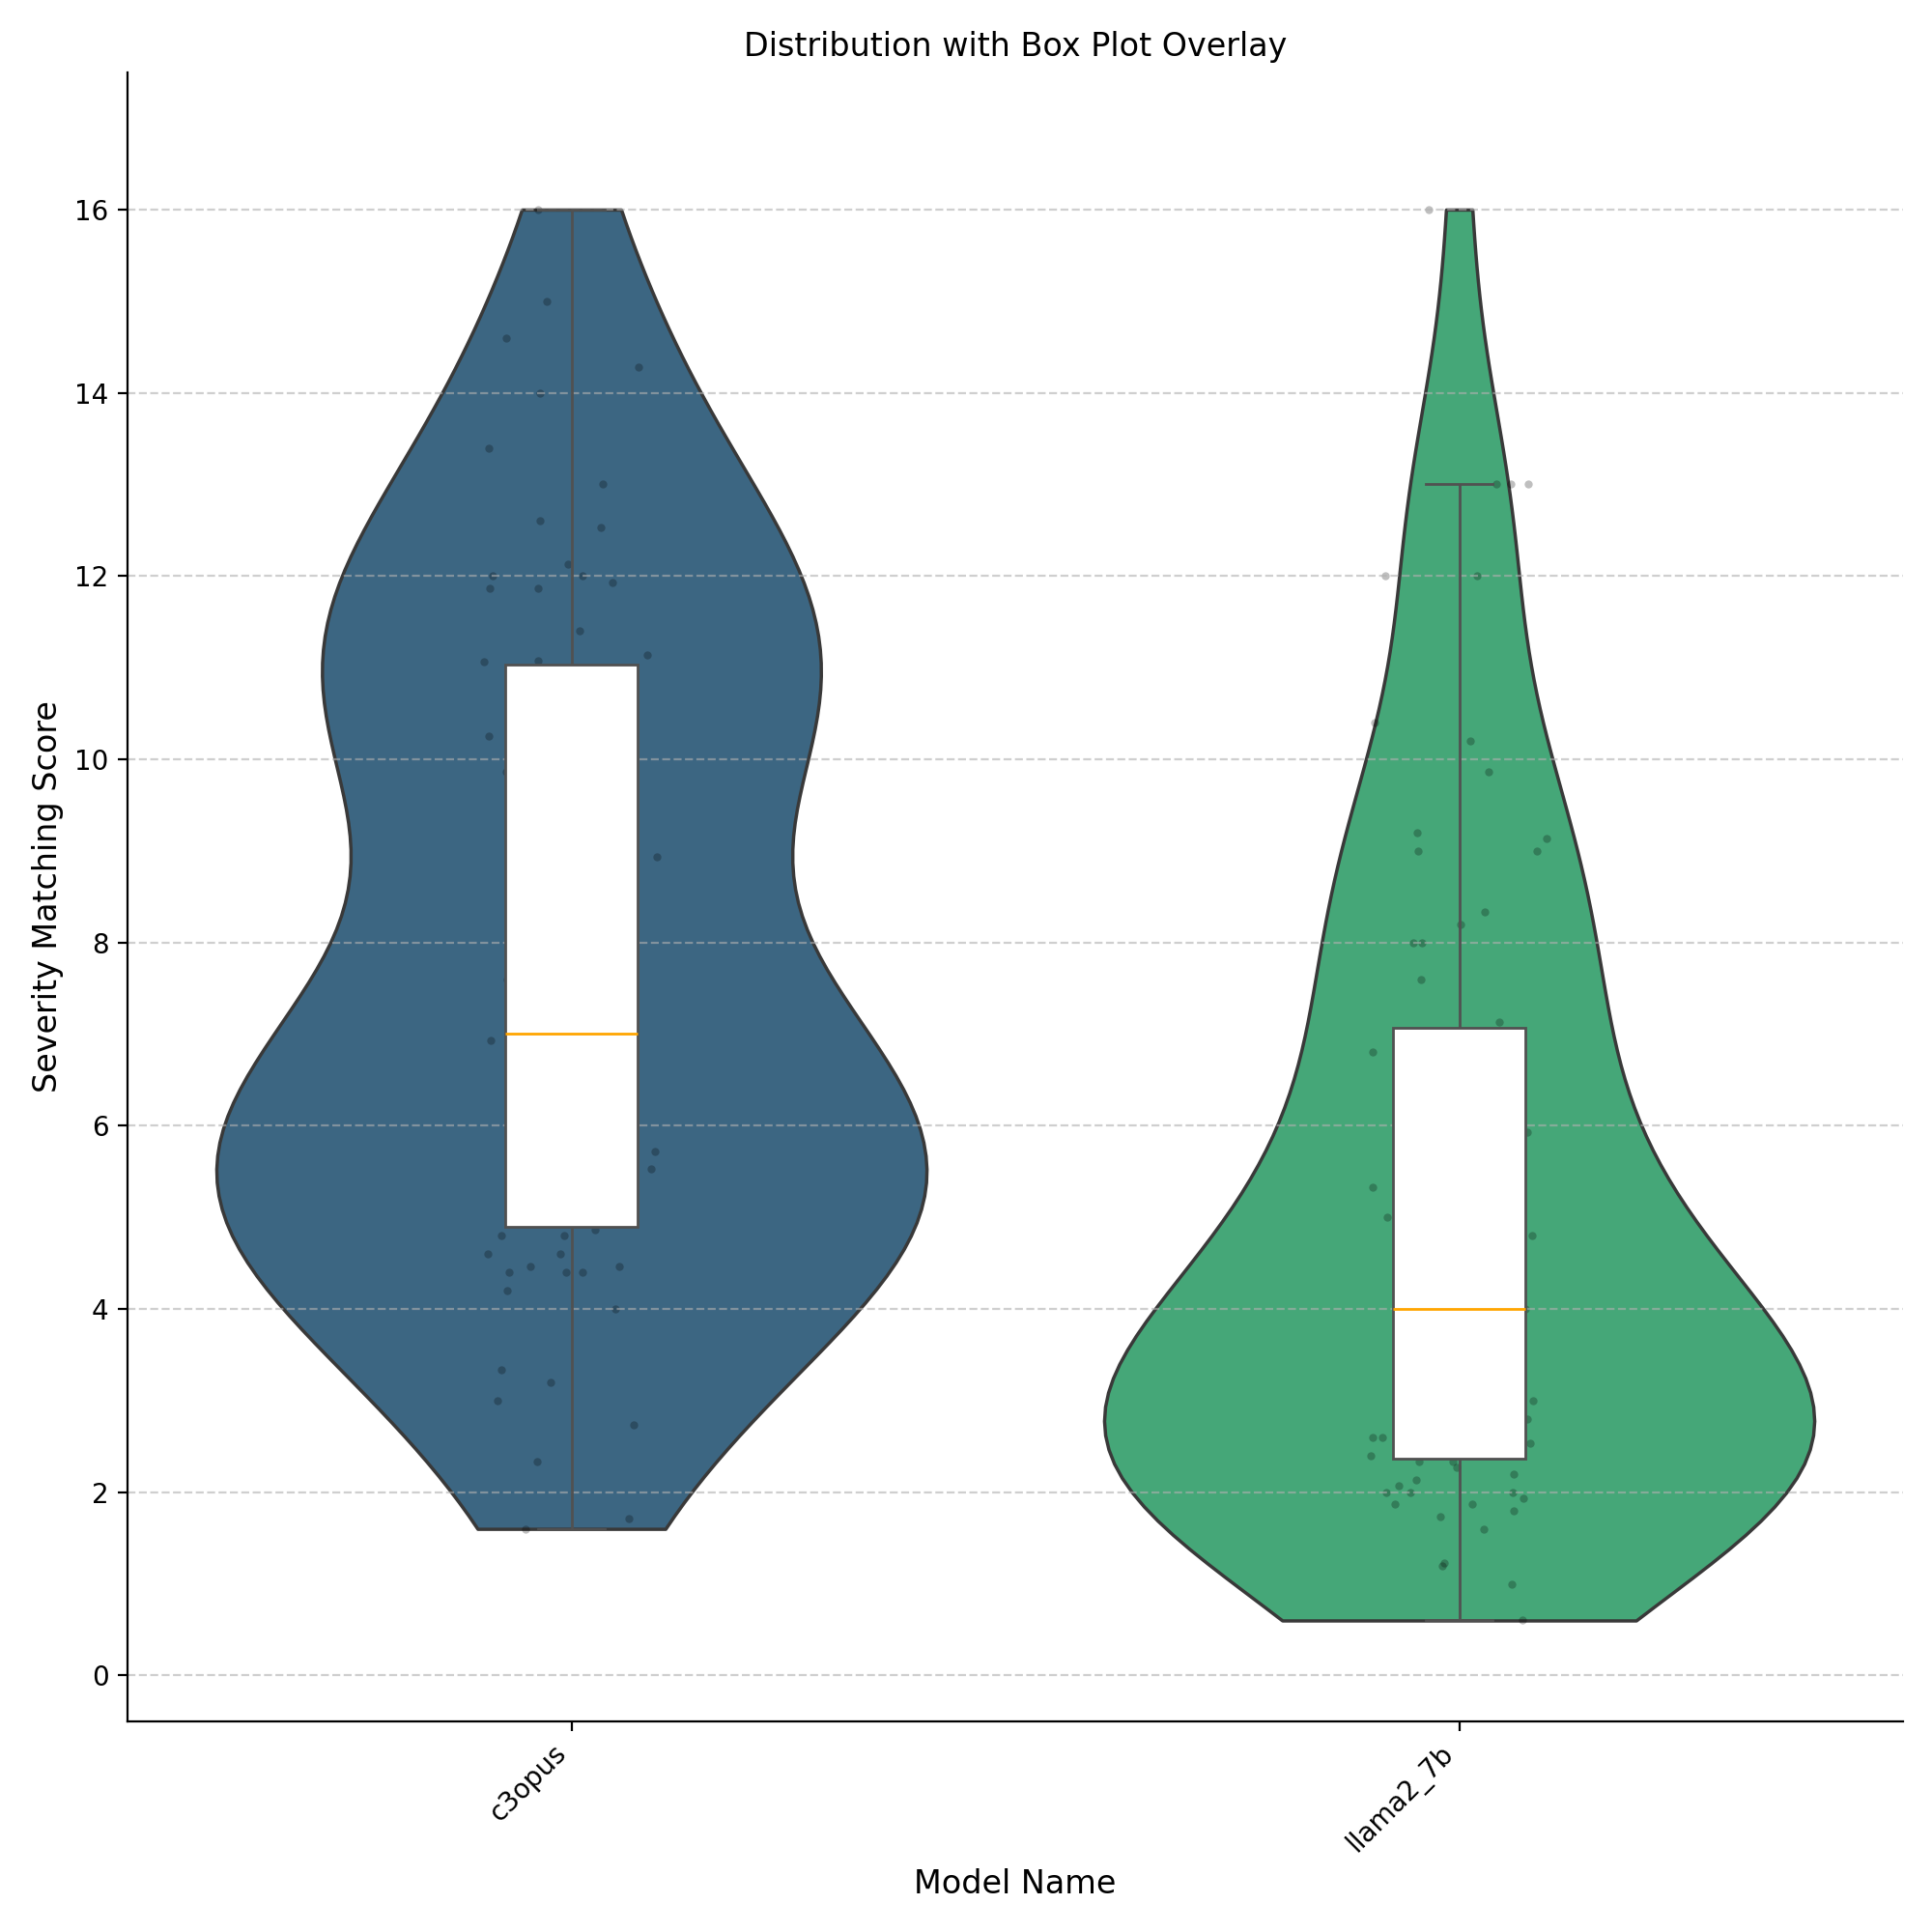 Distribution with Box Plot Overlay
Severity Matching Score
16
14
12
10
8
6
4
2
0
c3opus
llama2_7b
Model Name